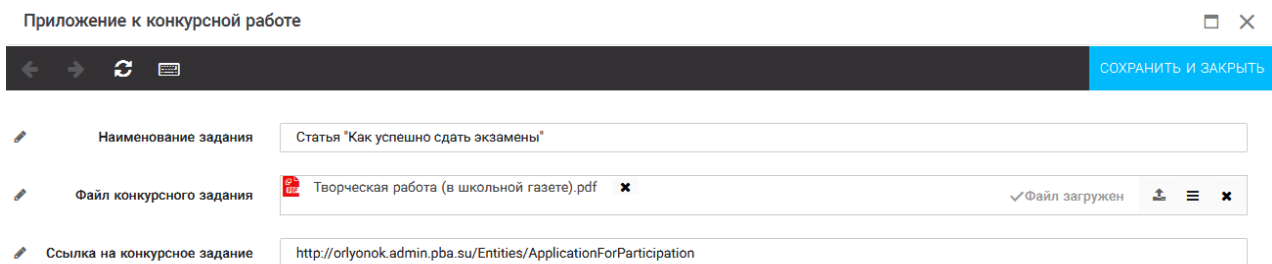 Приложение к конкурсной работе
СОХРАНИТЬ И ЗАКРЫТЬ
Наименование задания Статья "Как успешно сдать экзамены"
Файл конкурсного задания Творческая работа (в школьной газете).pdf Файл загружен
Ссылка на конкурсное задание http://orlyonok.admin.pba.su/Entities/ApplicationForParticipation